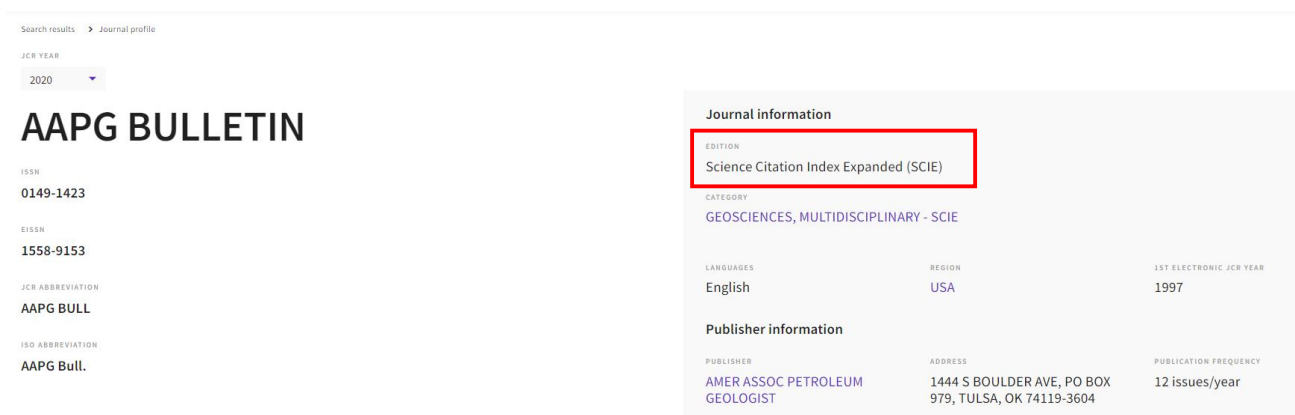 Search results > Journal profile
JCR YEAR
2020
AAPG BULLETIN
ISSN
0149-1423
EISSN
1558-9153
JCR ABBREVIATION
AAPG BULL
ISO ABBREVIATION
AAPG Bull.
Journal information
EDITION
Science Citation Index Expanded (SCIE)
CATEGORY
GEOSCIENCES, MULTIDISCIPLINARY - SCIE
LANGUAGES REGION 1ST ELECTRONIC JCR YEAR
English USA 1997
Publisher information
PUBLISHER ADDRESS PUBLICATION FREQUENCY
AMER ASSOC PETROLEUM 1444 S BOULDER AVE, PO BOX 12 issues/year
GEOLOGIST 979, TULSA, OK 74119-3604